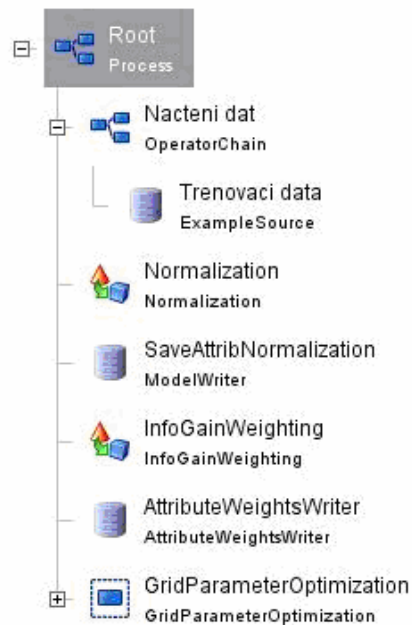 Root
Process
Nacteni dat
OperatorChain
Trenovaci data
ExampleSource
Normalization
Normalization
SaveAttribNormalization
ModelWriter
InfoGainWeighting
InfoGainWeighting
AttributeWeightsWriter
AttributeWeightsWriter
GridParameterOptimization
GridParameterOptimization